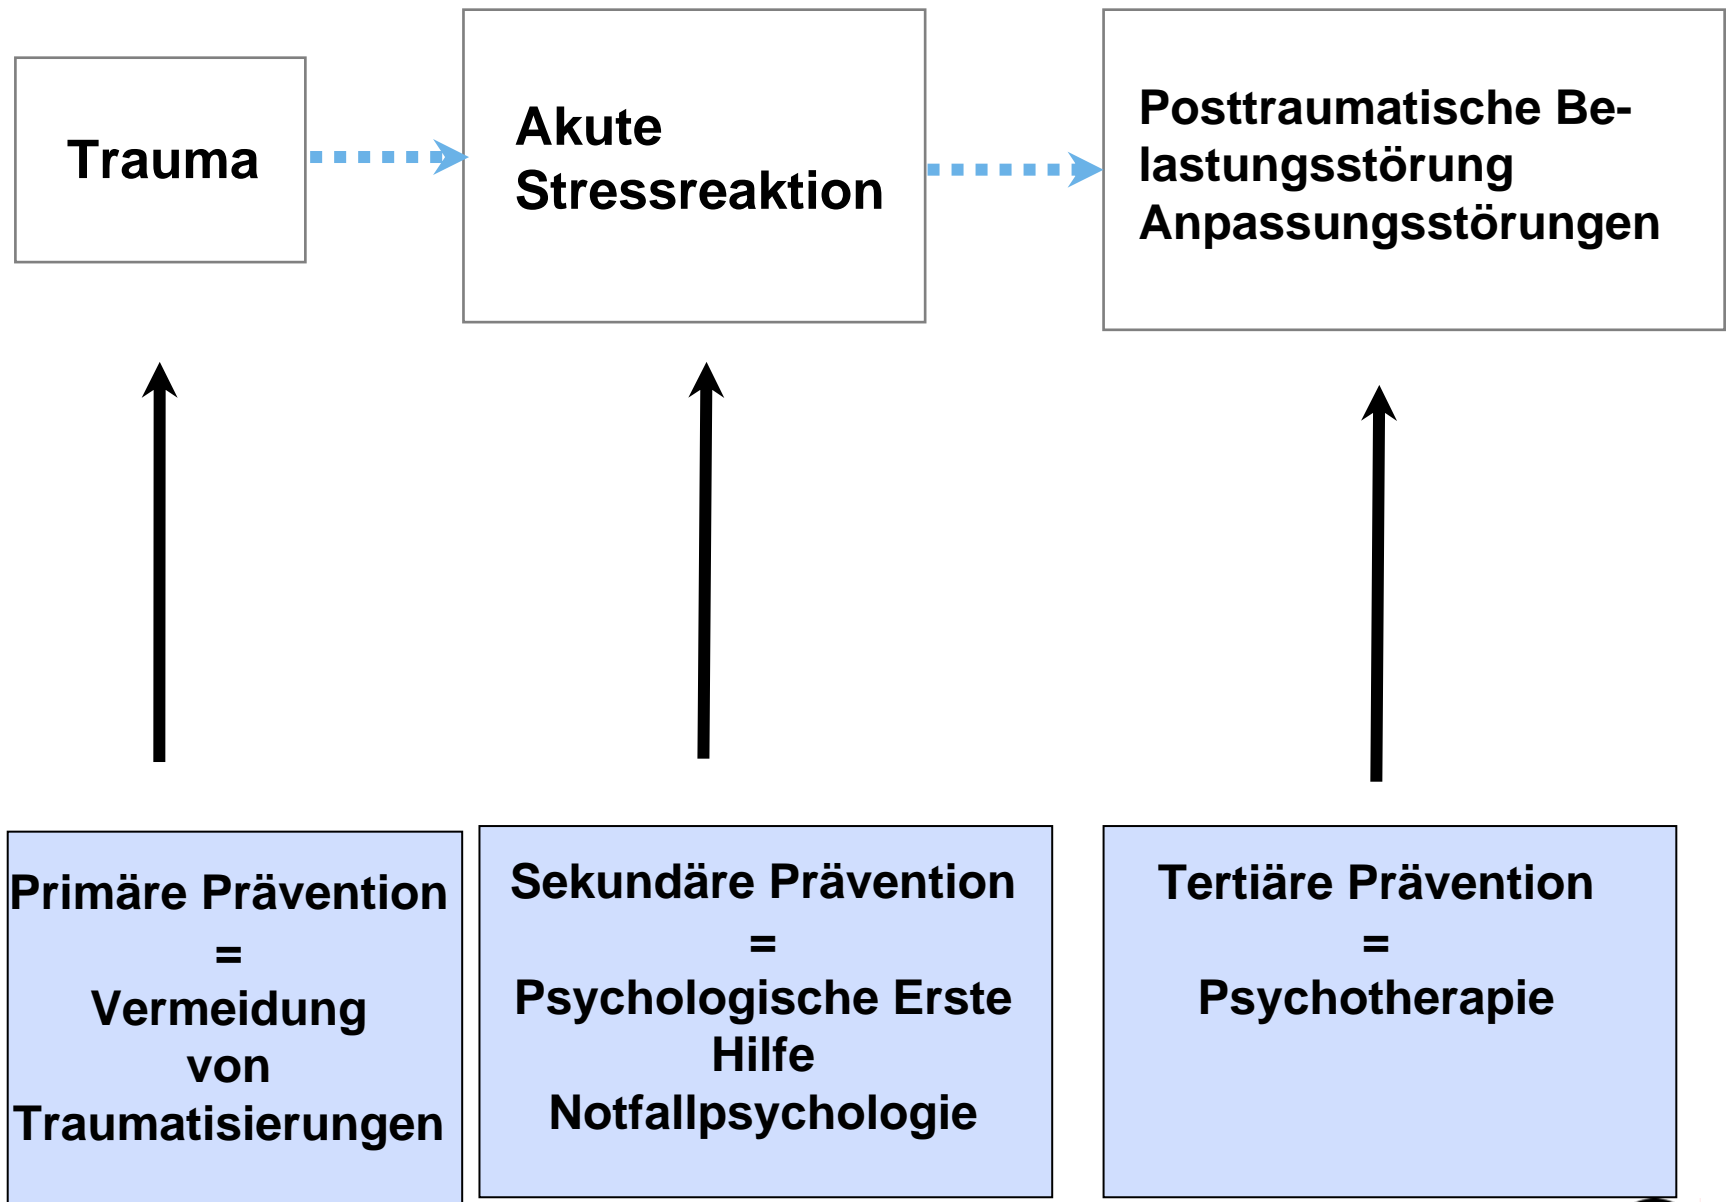 Trauma
Akute
Stressreaktion
Posttraumatische Be-
lastungsstörung
Anpassungsstörungen
Primäre Prävention
=
Vermeidung
von
Traumatisierungen
Sekundäre Prävention
=
Psychologische Erste
Hilfe
Notfallpsychologie
Tertiäre Prävention
=
Psychotherapie